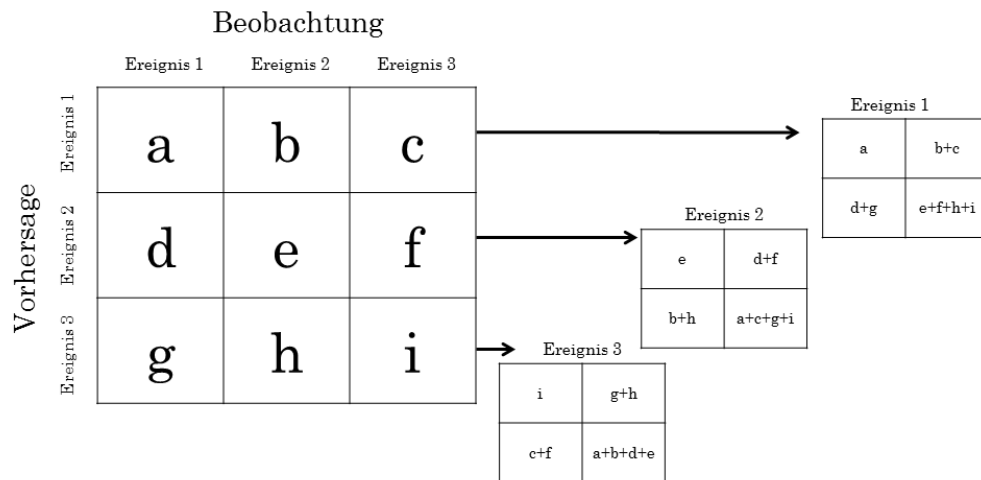 Beobachtung
Ereignis 1 Ereignis 2 Ereignis 3
Vorhersage
Ereignis 1
a b c
Ereignis 2
d e f
Ereignis 3
g h i
Ereignis 1
a b+c
d+g e+f+h+i
Ereignis 2
e d+f
b+h a+c+g+i
Ereignis 3
i g+h
c+f a+b+d+e